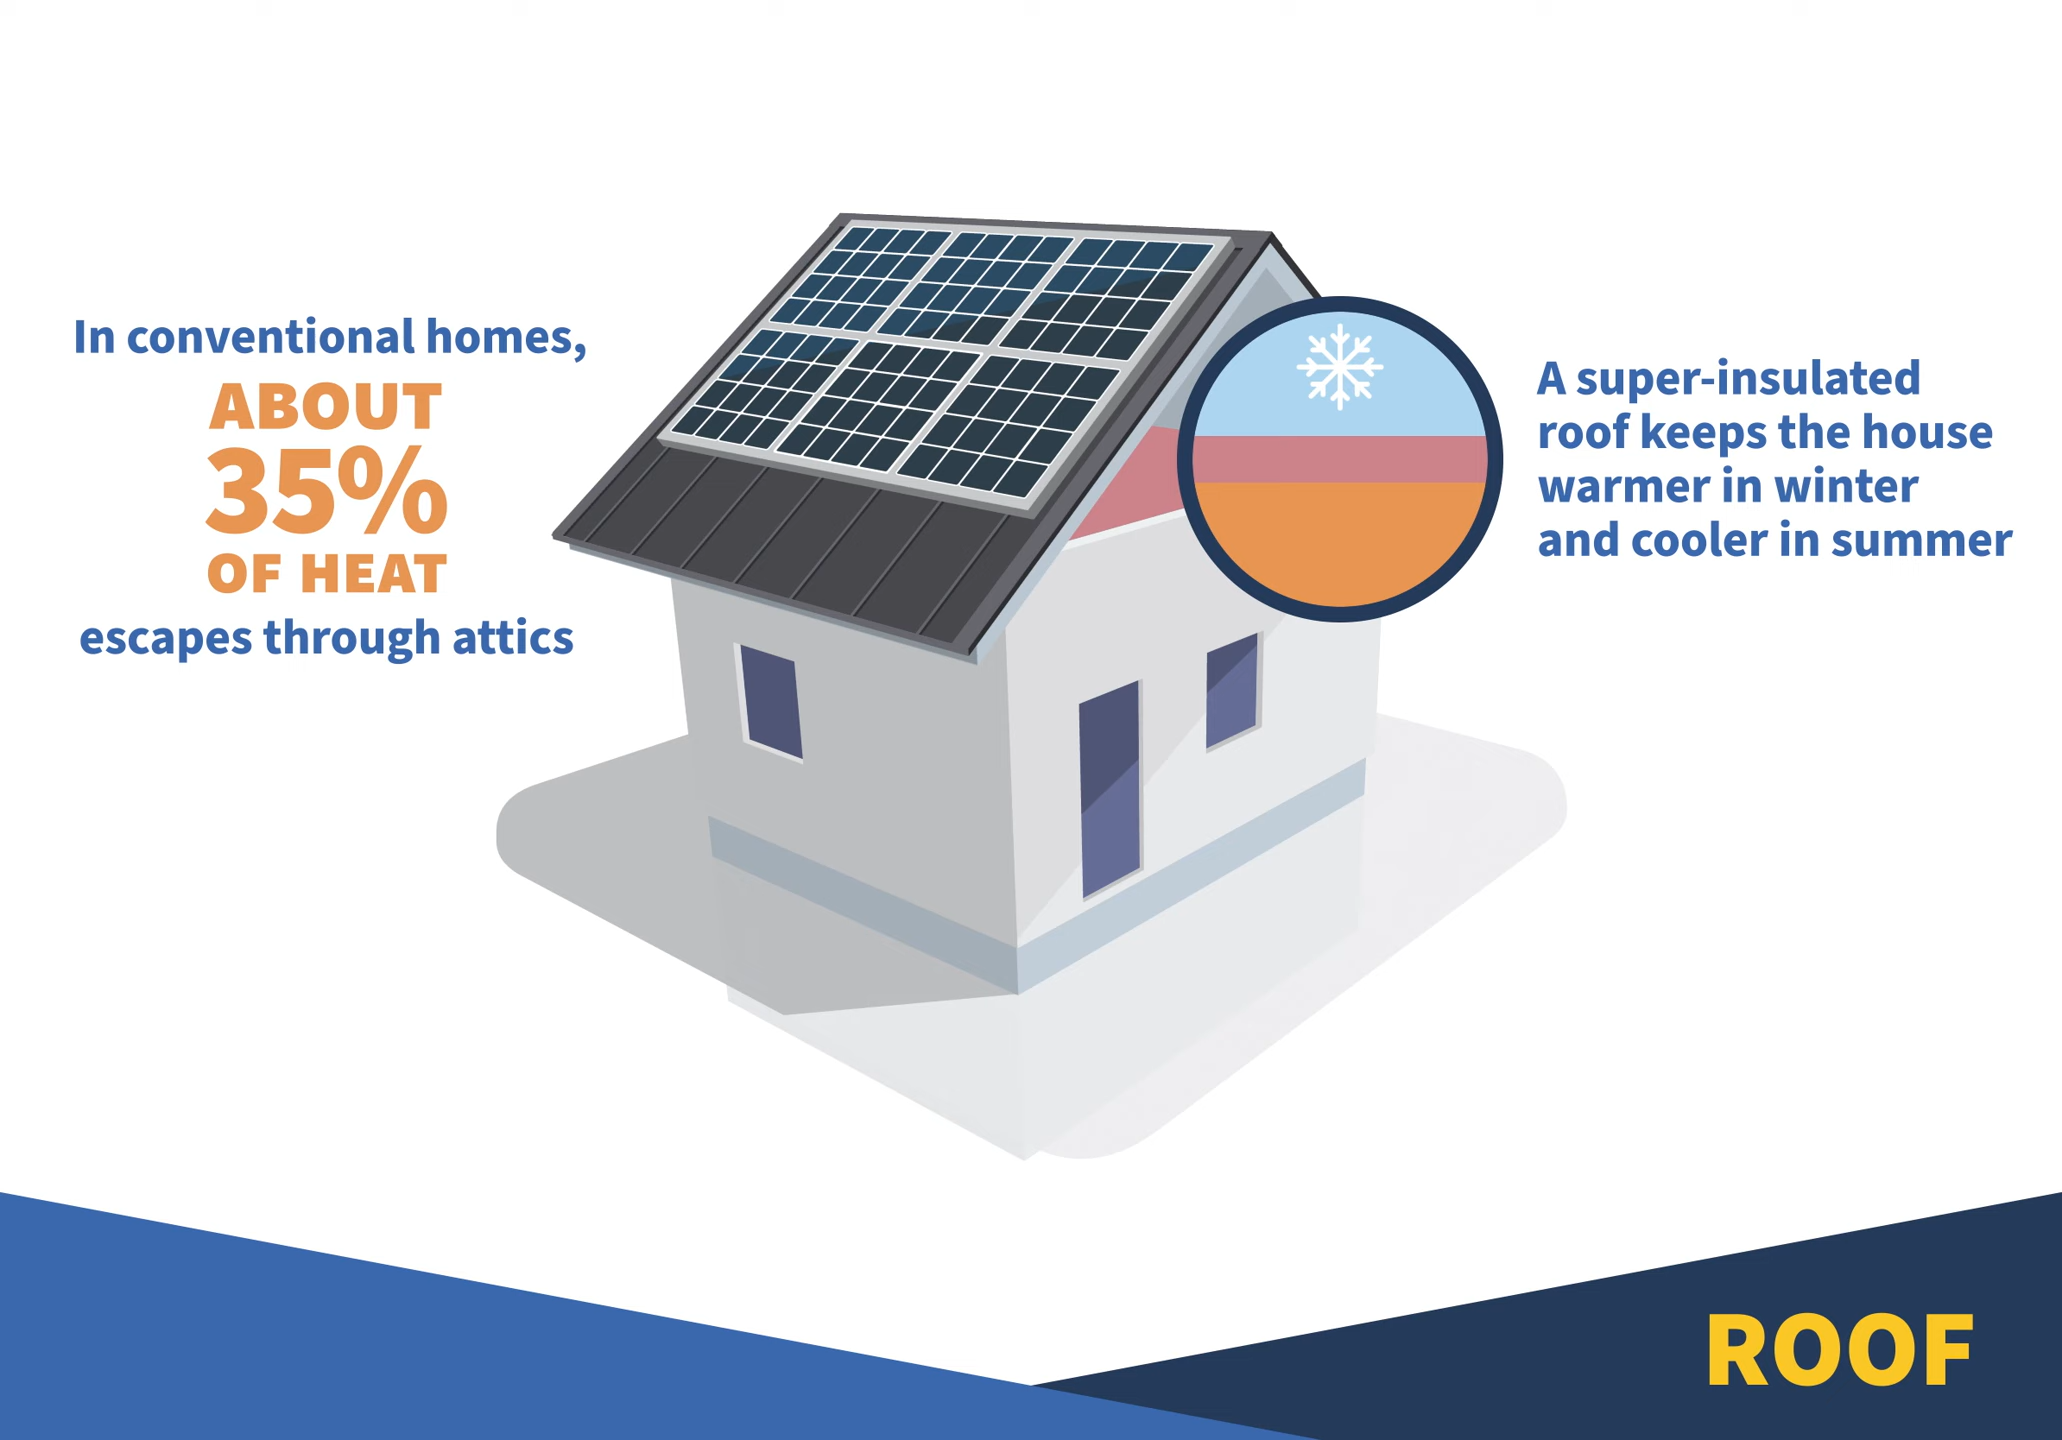 In conventional homes,
ABOUT
35%
OF HEAT
escapes through attics
A super-insulated
roof keeps the house
warmer in winter
and cooler in summer
ROOF